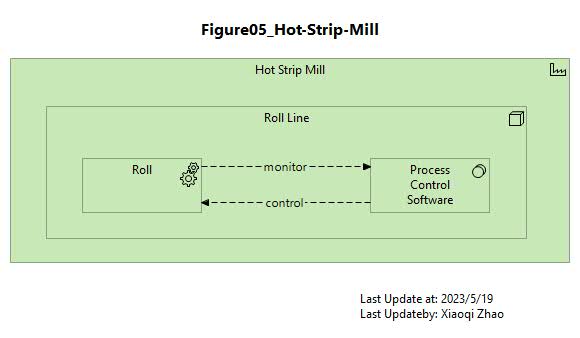 Figure05_Hot-Strip-Mill
Hot Strip Mill
Roll Line
Roll
monitor
Process
Control
Software
control
Last Update at: 2023/5/19
Last Updateby: Xiaoqi Zhao